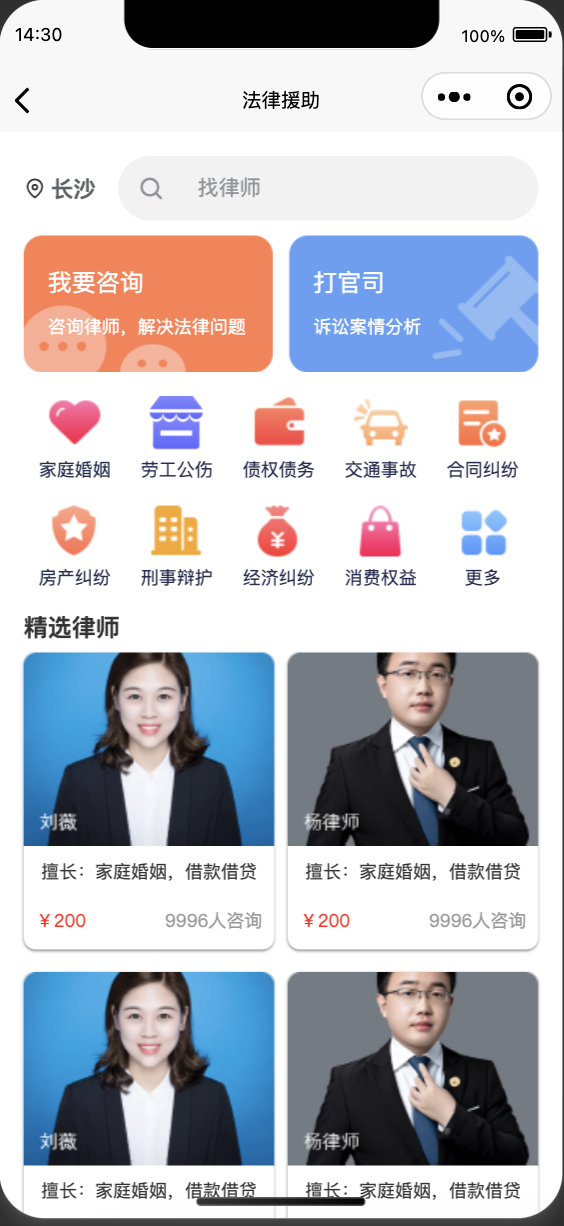 14:30
100%
法律援助
长沙
找律师
我要咨询
咨询律师，解决法律问题
打官司
诉讼案情分析
家庭婚姻 劳工公伤 债权债务 交通事故 合同纠纷
房产纠纷 刑事辩护 经济纠纷 消费权益 更多
精选律师
刘薇
擅长：家庭婚姻，借款借贷
¥200 9996人咨询
杨律师
擅长：家庭婚姻，借款借贷
¥200 9996人咨询
刘薇
擅长：家庭婚姻，借款借贷
杨律师
擅长：家庭婚姻，借款借贷